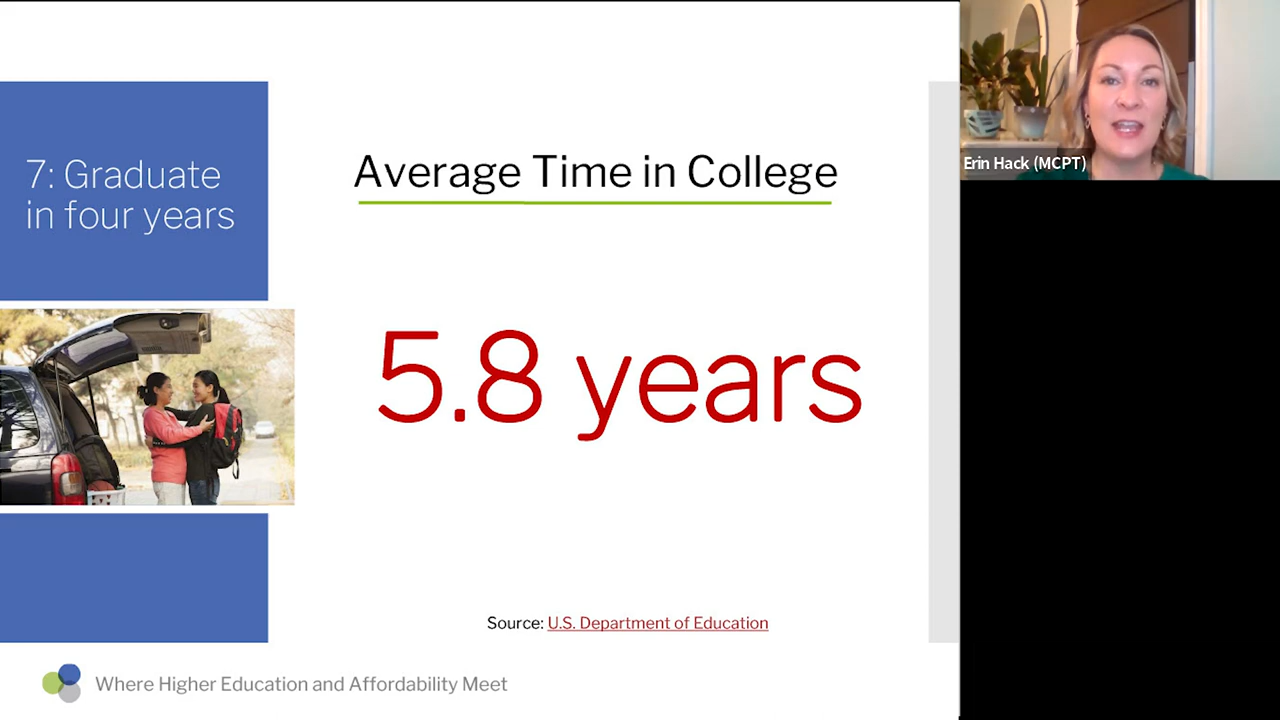 7: Graduate
in four years
Average Time in College
5.8 years
Source: U.S. Department of Education
Where Higher Education and Affordability Meet
Erin Hack (MCPT)